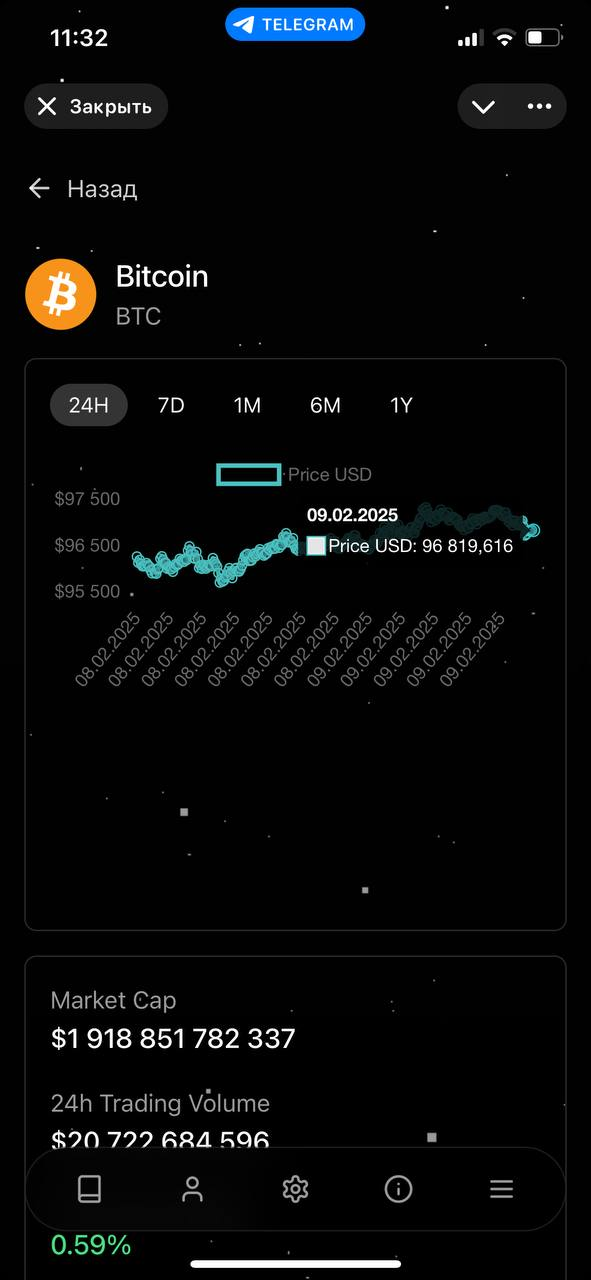 11:32
TELEGRAM
Закрыть
Назад
Bitcoin
BTC
24H 7D 1M 6M 1Y
Price USD
$97 500
09.02.2025
$96 500
Price USD: 96 819,616
$95 500
08.02.2025 08.02.2025 08.02.2025 08.02.2025 08.02.2025 08.02.2025 08.02.2025 09.02.2025 09.02.2025 09.02.2025 09.02.2025 09.02.2025
Market Cap
$1 918 851 782 337
24h Trading Volume
$20 722 684 596
0.59%